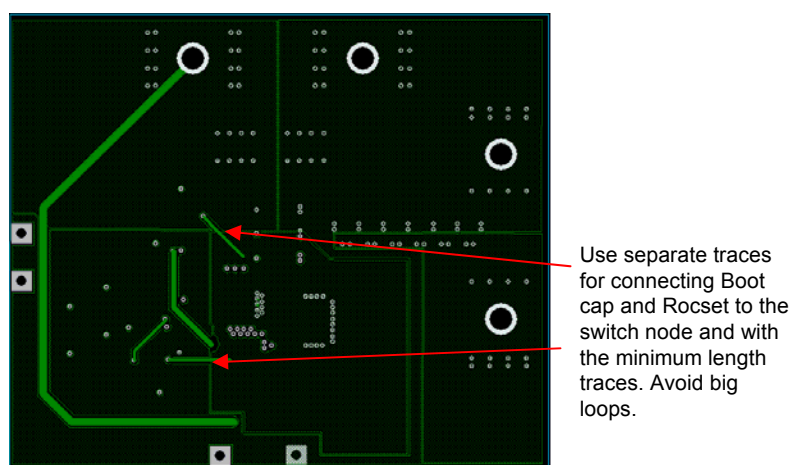 Use separate traces
for connecting Boot
cap and Rocset to the
switch node and with
the minimum length
traces. Avoid big
loops.